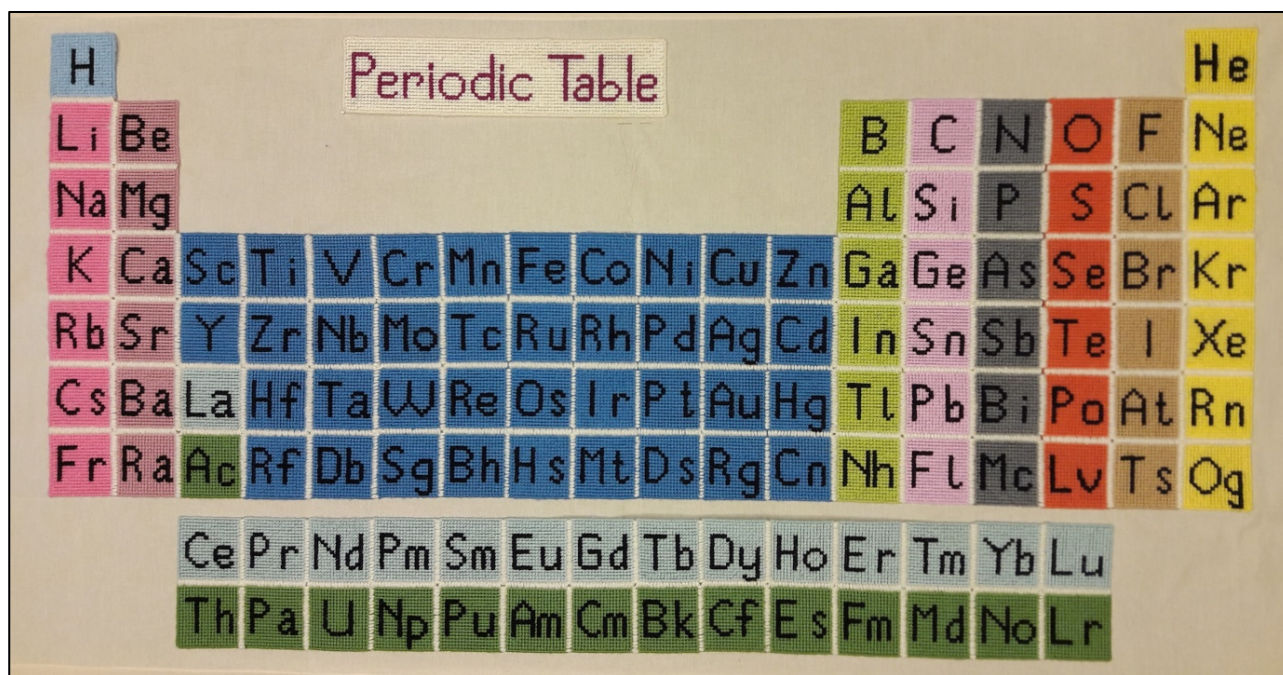 H Periodic Table He
Li Be B C N O F Ne
Na Mg Al Si P S Cl Ar
K Ca Sc Ti V Cr Mn Fe Co Ni Cu Zn Ga Ge As Se Br Kr
Rb Sr Y Zr Nb Mo Tc Ru Rh Pd Ag Cd In Sn Sb Te I Xe
Cs Ba La Hf Ta W Re Os Ir Pt Au Hg Tl Pb Bi Po At Rn
Fr Ra Ac Rf Db Sg Bh Hs Mt Ds Rg Cn Nh Fl Mc Lv Ts Og
Ce Pr Nd Pm Sm Eu Gd Tb Dy Ho Er Tm Yb Lu
Th Pa U Np Pu Am Cm Bk Cf Es Fm Md No Lr